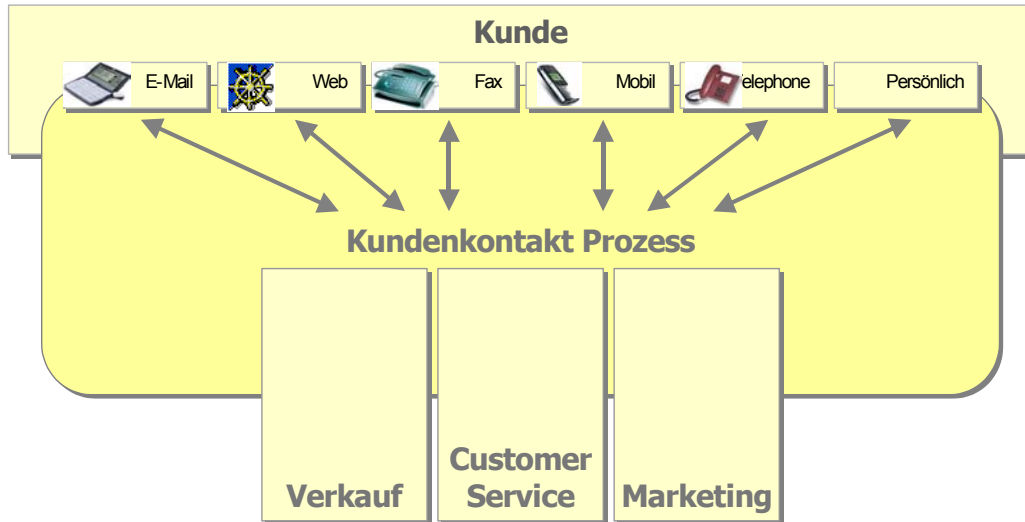 Kunde
E-Mail
Web
Fax
Mobil
elephone
Persönlich
Kundenkontakt Prozess
Verkauf
Customer
Service
Marketing